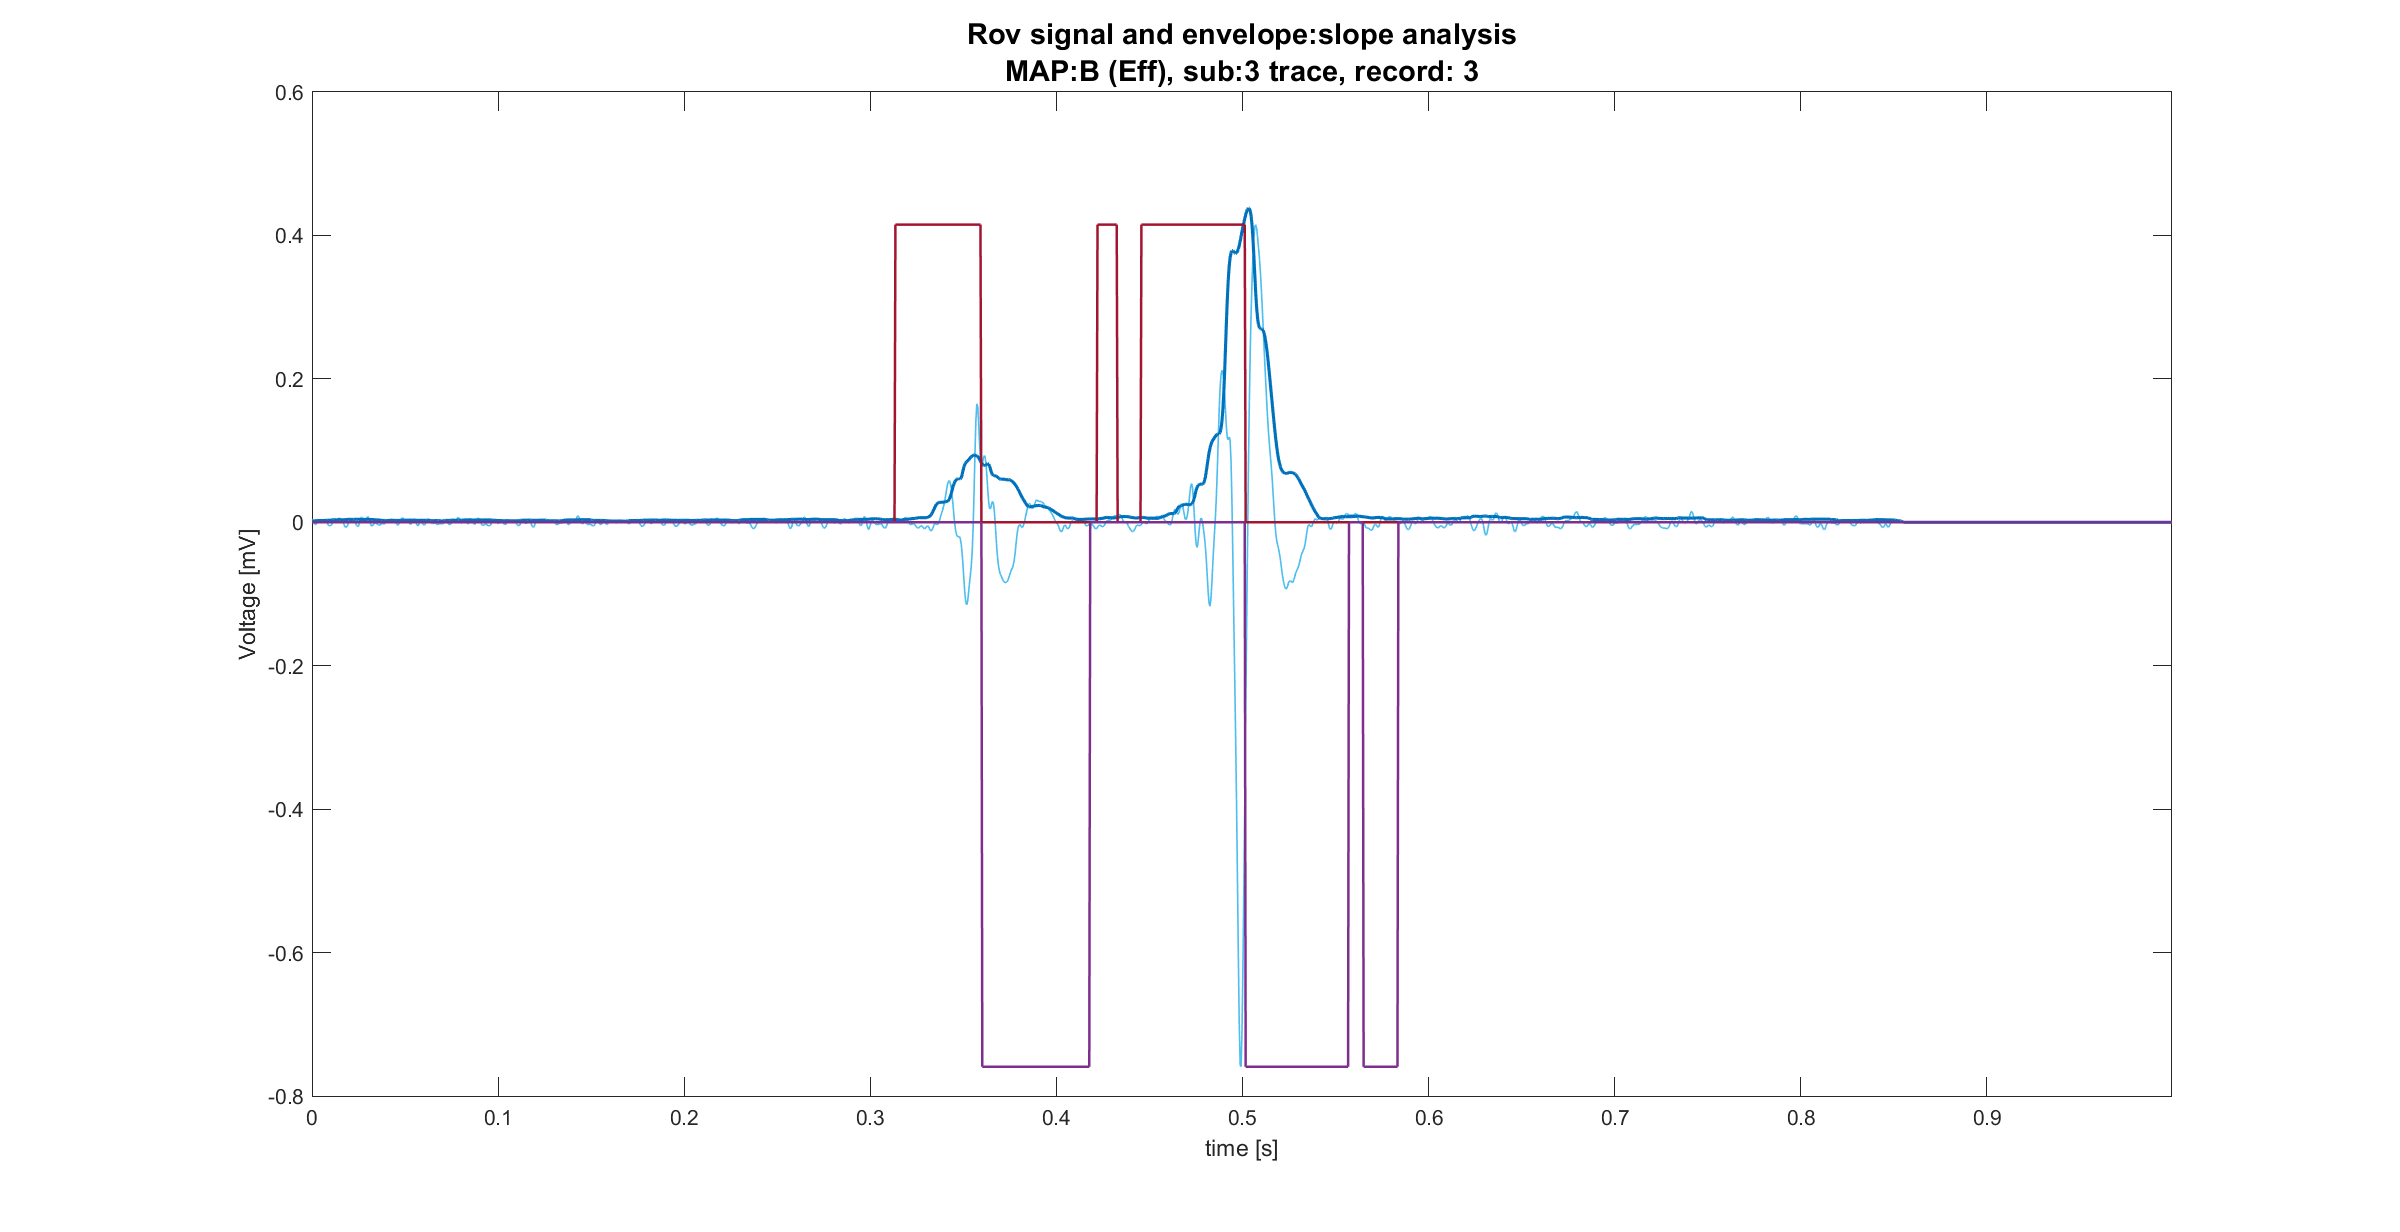 Rov signal and envelope:slope analysis
MAP:B (Eff), sub:3 trace, record: 3
0.6
0.4
0.2
0
-0.2
-0.4
-0.6
-0.8
Voltage [mV]
0 0.1 0.2 0.3 0.4 0.5 0.6 0.7 0.8 0.9
time [s]